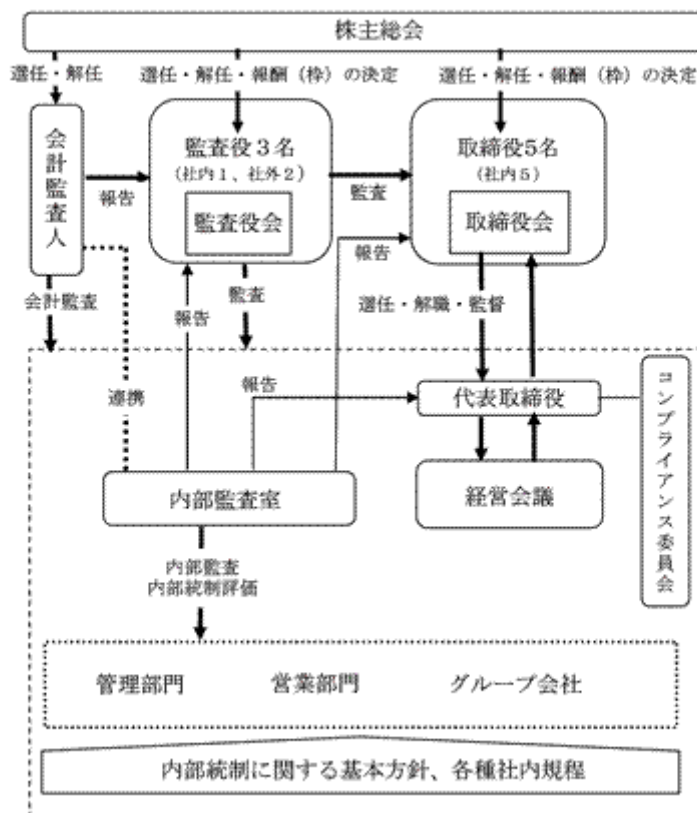 株主総会
選任・解任
選任・解任・報酬（枠）の決定
選任・解任・報酬（枠）の決定
会計監査人
監査役３名
（社内１、社外２）
監査役会
取締役5名
（社内５）
取締役会
報告
監査
報告
会計監査
監査
報告
選任・解職・監督
連携
報告
代表取締役
コンプライアンス委員会
内部監査室
経営会議
内部監査
内部統制評価
管理部門
営業部門
グループ会社
内部統制に関する基本方針、各種社内規程